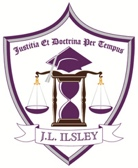 Justitia Et Doctrina Per Tempus
J.L. ILSLEY